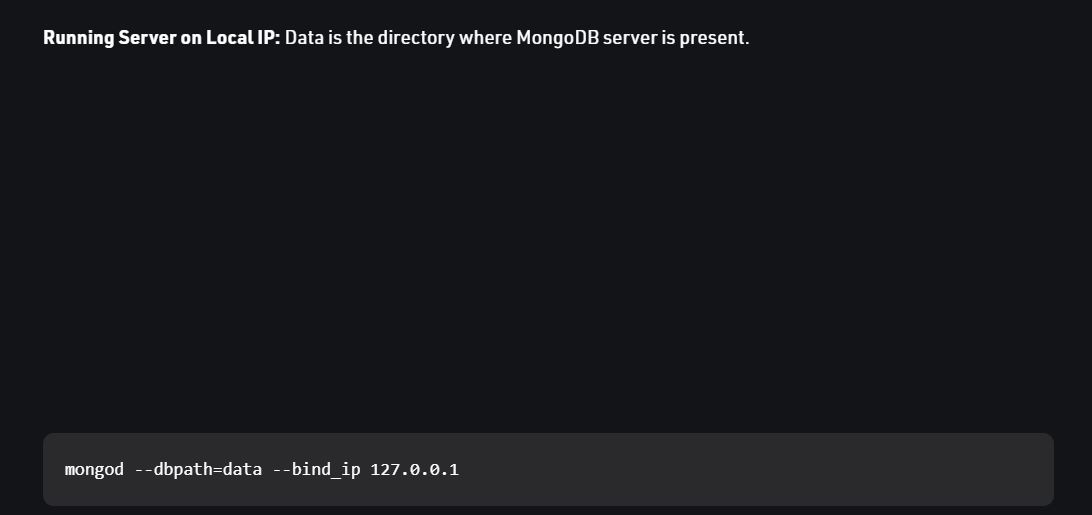 Running Server on Local IP: Data is the directory where MongoDB server is present.
mongod --dbpath=data --bind_ip 127.0.0.1